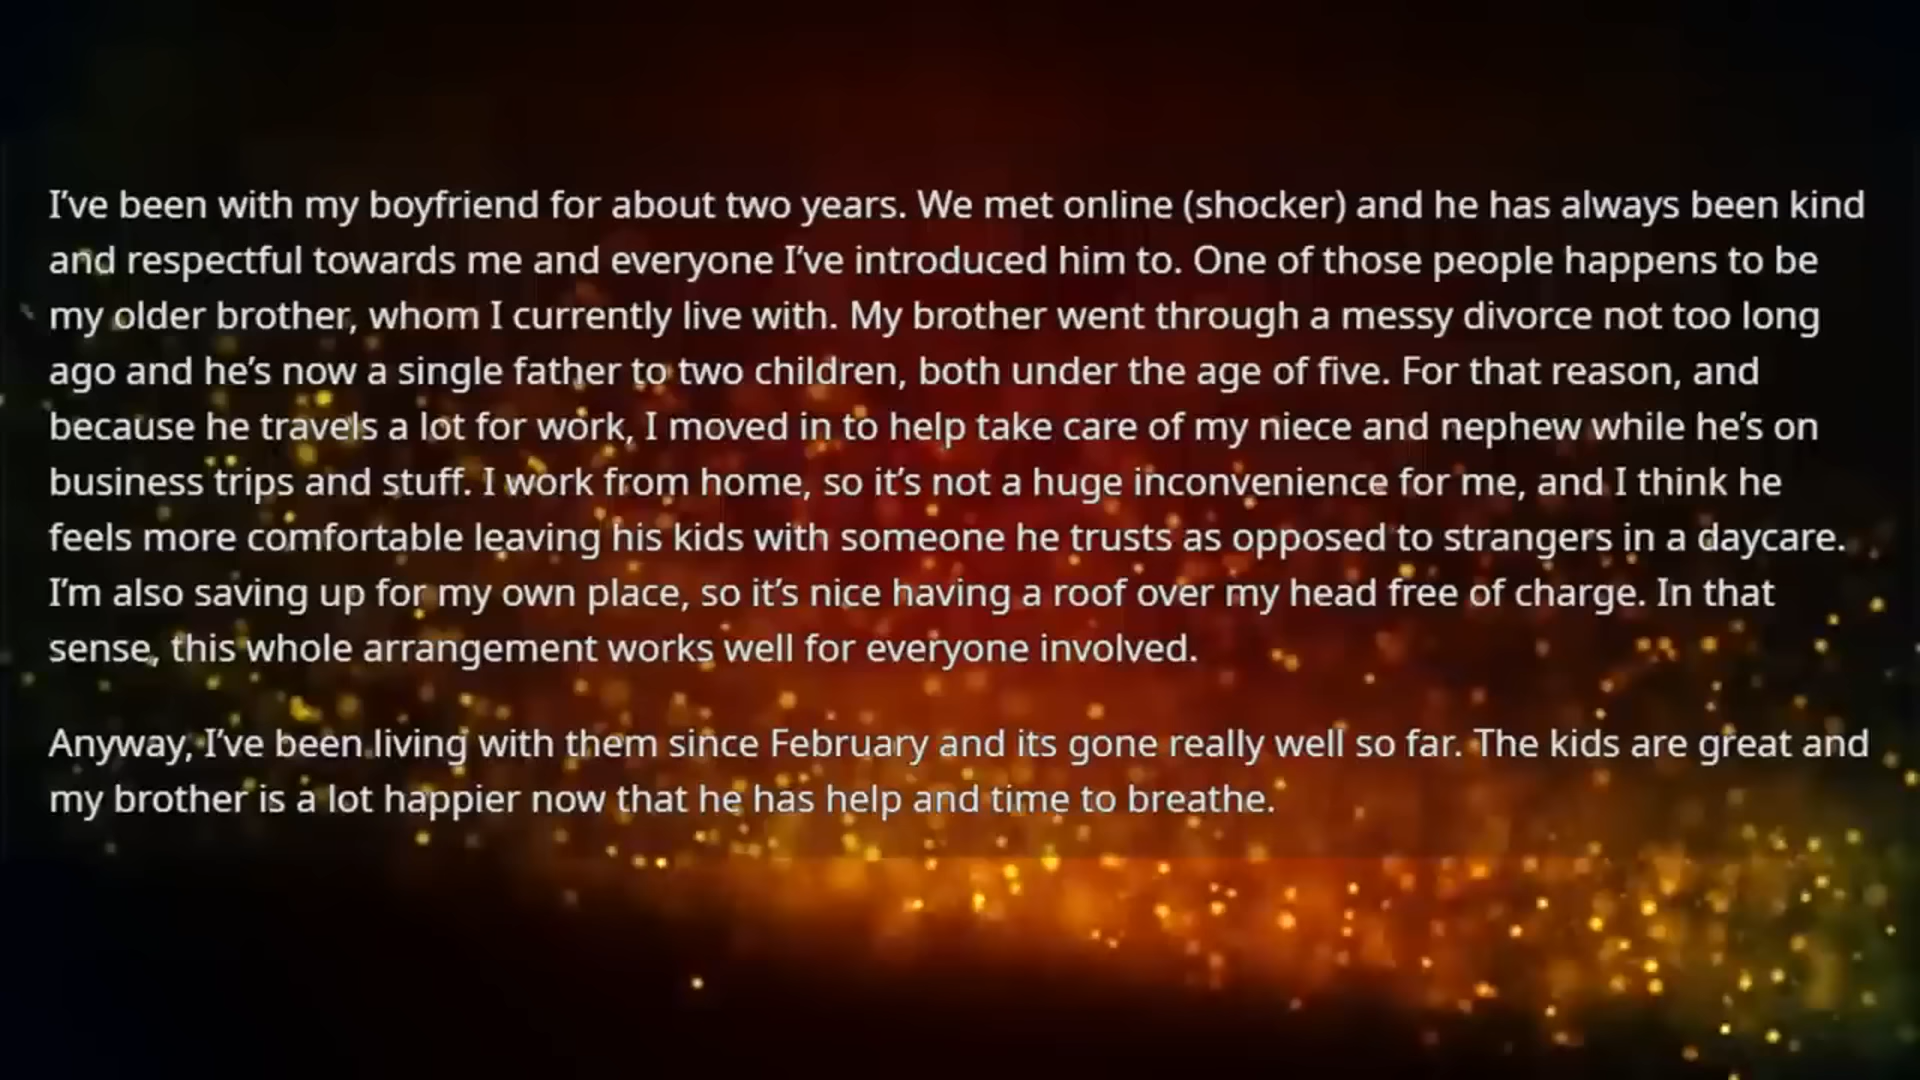 I’ve been with my boyfriend for about two years. We met online (shocker) and he has always been kind
and respectful towards me and everyone I’ve introduced him to. One of those people happens to be
my older brother, whom I currently live with. My brother went through a messy divorce not too long
ago and he’s now a single father to two children, both under the age of five. For that reason, and
because he travels a lot for work, I moved in to help take care of my niece and nephew while he’s on
business trips and stuff. I work from home, so it’s not a huge inconvenience for me, and I think he
feels more comfortable leaving his kids with someone he trusts as opposed to strangers in a daycare.
I’m also saving up for my own place, so it’s nice having a roof over my head free of charge. In that
sense, this whole arrangement works well for everyone involved.
Anyway, I’ve been living with them since February and its gone really well so far. The kids are great and
my brother is a lot happier now that he has help and time to breathe.